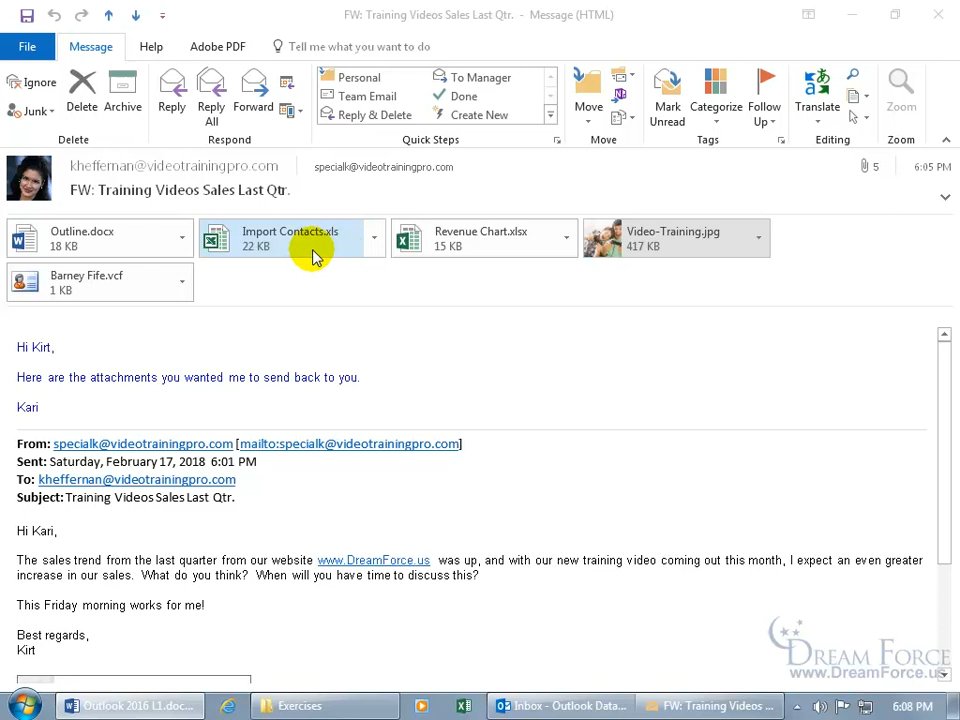 FW: Training Videos Sales Last Qtr. - Message (HTML)
File Message Help Adobe PDF Tell me what you want to do
Ignore
Junk
Delete
Archive
Reply
Reply All
Forward
Personal To Manager
Team Email Done
Reply & Delete Create New
Move
Mark Unread
Categorize
Follow Up
Translate
Zoom
Delete Respond Quick Steps Move Tags Editing Zoom
kheffernan@videotrainingpro.com specialk@videotrainingpro.com 5 6:05 PM
FW: Training Videos Sales Last Qtr.
Outline.docx Import Contacts.xls Revenue Chart.xlsx Video-Training.jpg
18 KB 22 KB 15 KB 417 KB
Barney Fife.vcf
1 KB
Hi Kirt,
Here are the attachments you wanted me to send back to you.
Kari
From: specialk@videotrainingpro.com [mailto:specialk@videotrainingpro.com]
Sent: Saturday, February 17, 2018 6:01 PM
To: kheffernan@videotrainingpro.com
Subject: Training Videos Sales Last Qtr.
Hi Kari,
The sales trend from the last quarter from our website www.DreamForce.us was up, and with our new training video coming out this month, I expect an even greater
increase in our sales. What do you think? When will you have time to discuss this?
This Friday morning works for me!
Best regards,
Kirt
DREAM FORCE
www.DreamForce.us
Outlook 2016 L1.doc... Exercises Inbox - Outlook Data... FW: Training Videos ... 6:08 PM